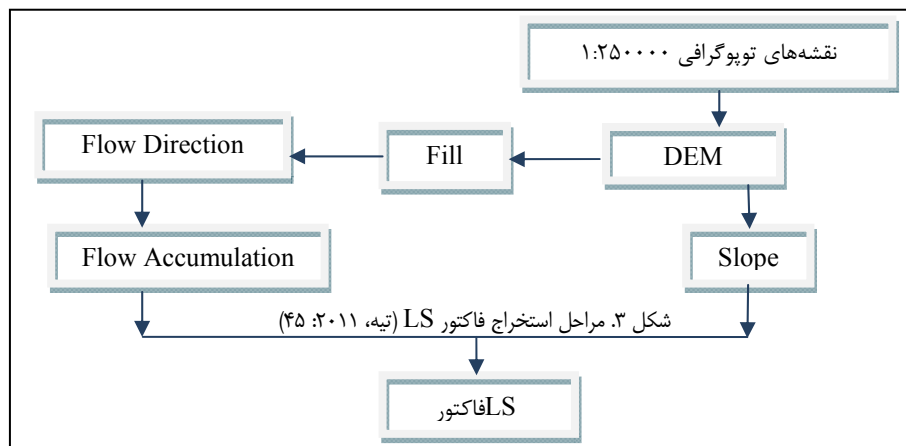 نقشه‌های توپوگرافی ۱:۲۵۰۰۰۰
Flow Direction
Fill
DEM
Flow Accumulation
Slope
شکل ۳. مراحل استخراج فاکتور LS (تیه، ۲۰۱۱: ۴۵)
LSفاکتور